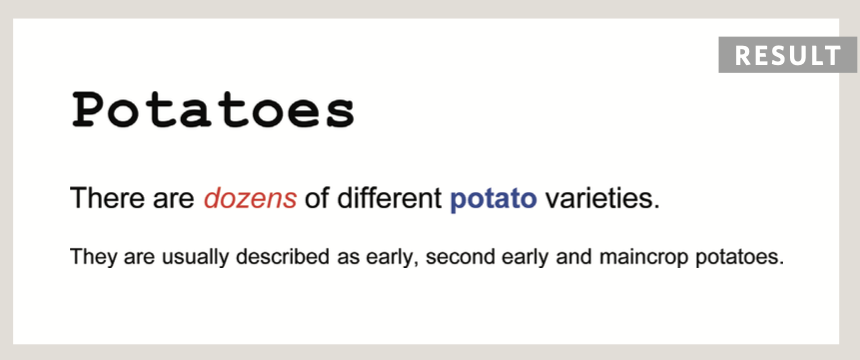 RESULT
Potatoes
There are dozens of different potato varieties.
They are usually described as early, second early and maincrop potatoes.